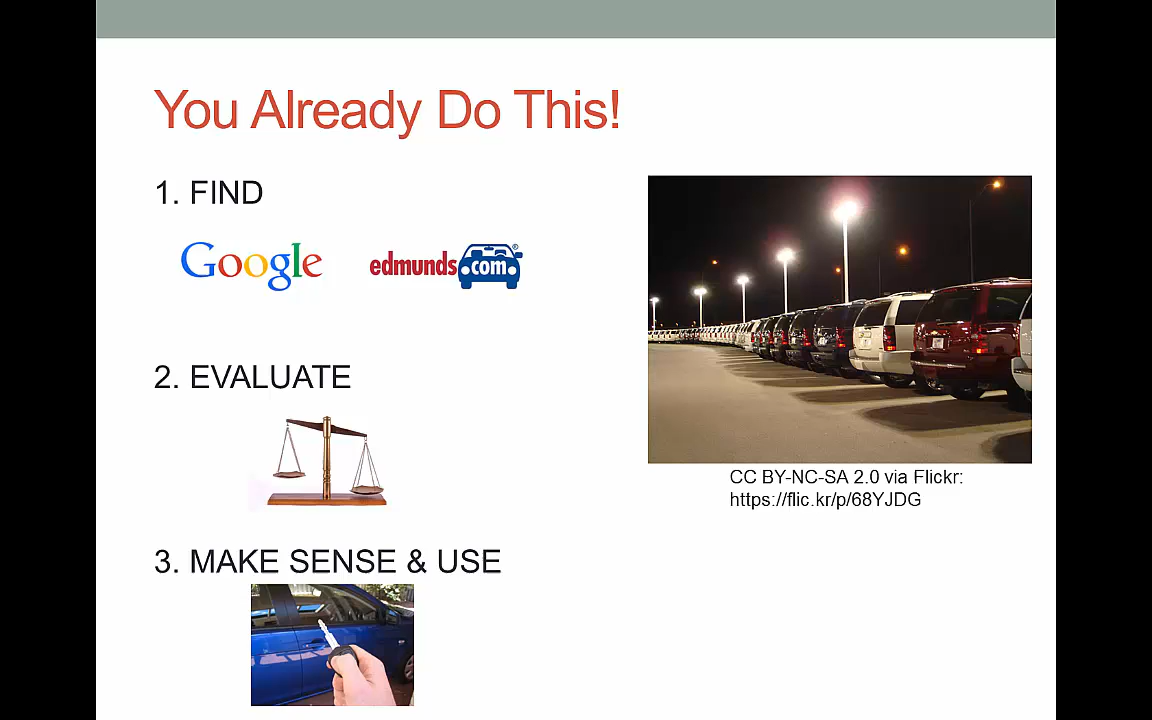 You Already Do This!
1. FIND
Google
edmunds.com®
2. EVALUATE
3. MAKE SENSE & USE
CC BY-NC-SA 2.0 via Flickr:
https://flic.kr/p/68YJDG